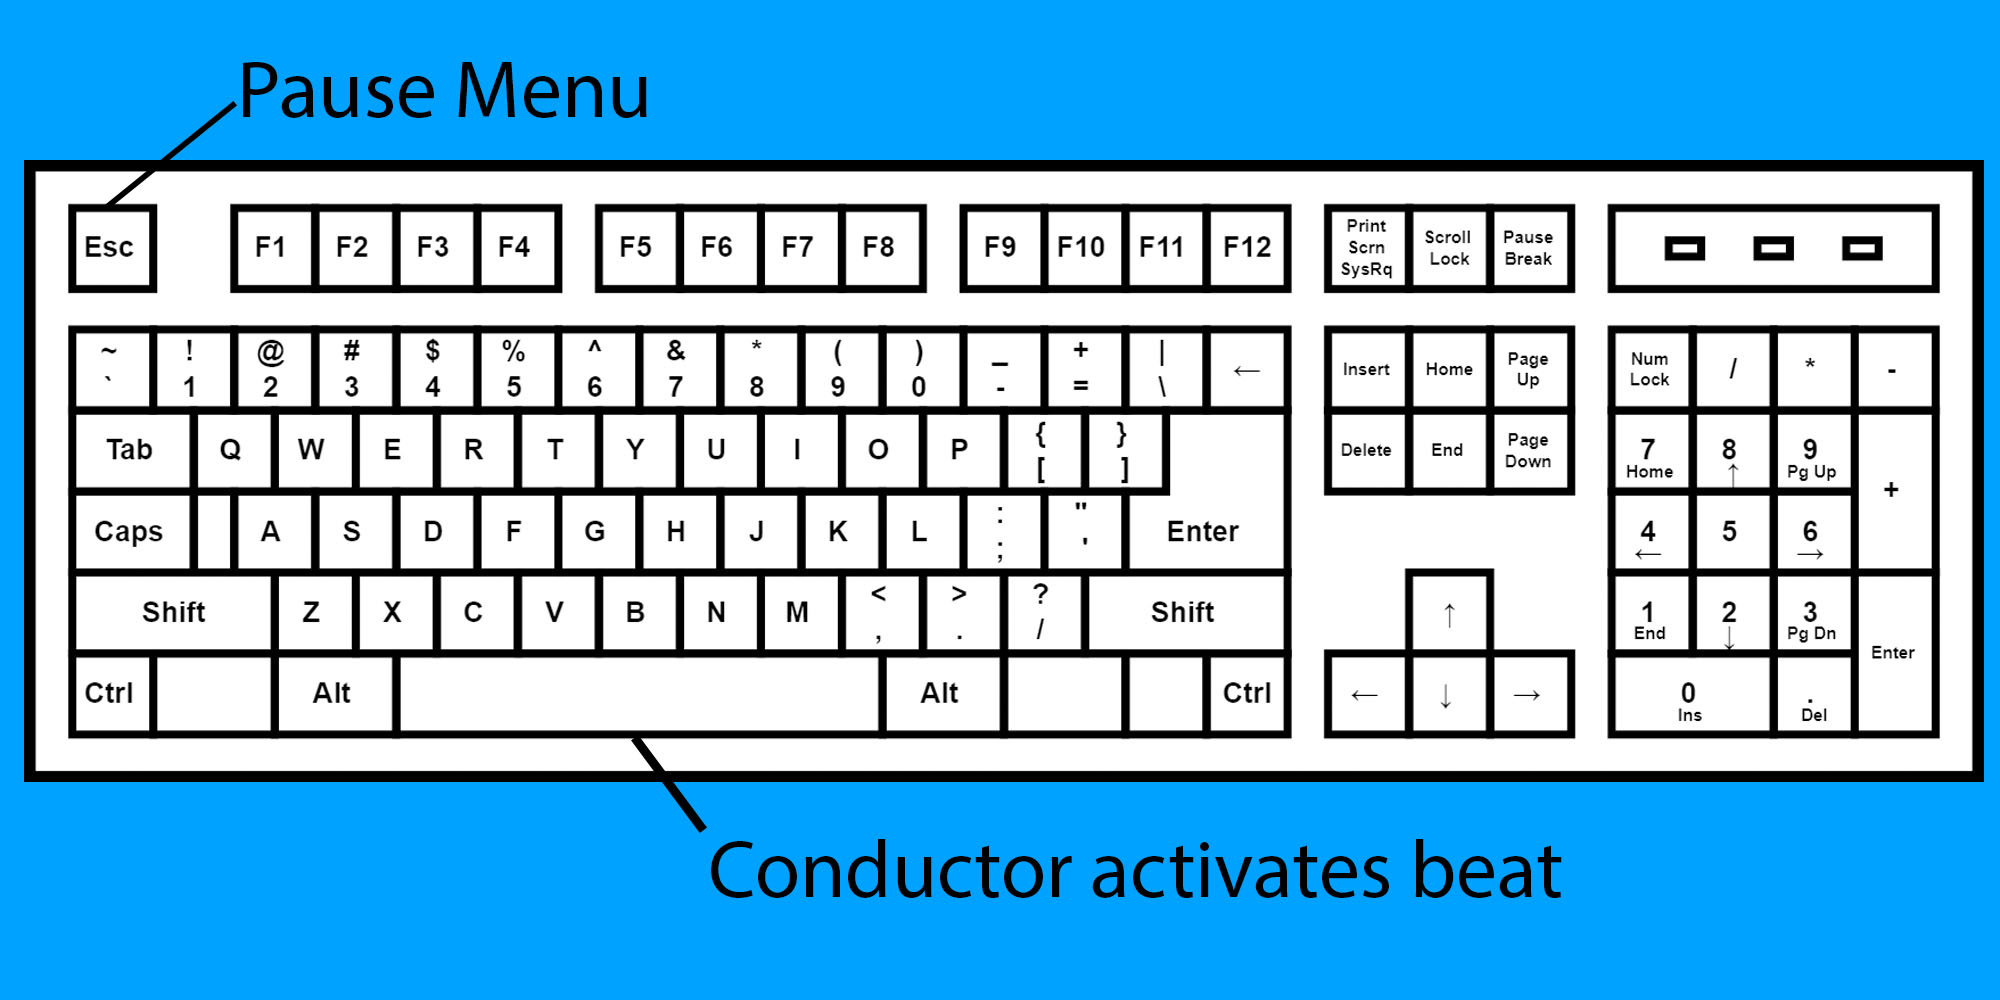 Pause Menu
Esc F1 F2 F3 F4 F5 F6 F7 F8 F9 F10 F11 F12 Print Scrn SysRq Scroll Lock Pause Break
~ ` ! 1 @ 2 # 3 $ 4 % 5 ^ 6 & 7 * 8 ( 9 ) 0 _ - + = | \ ← Insert Home Page Up Num Lock / * -
Tab Q W E R T Y U I O P { [ } ] Delete End Page Down 7 Home 8 ↑ 9 Pg Up +
Caps A S D F G H J K L : ; " ' Enter 4 ← 5 6 →
Shift Z X C V B N M < , > . ? / Shift ↑ 1 End 2 ↓ 3 Pg Dn Enter
Ctrl Alt Alt Ctrl ← ↓ → 0 Ins . Del
Conductor activates beat